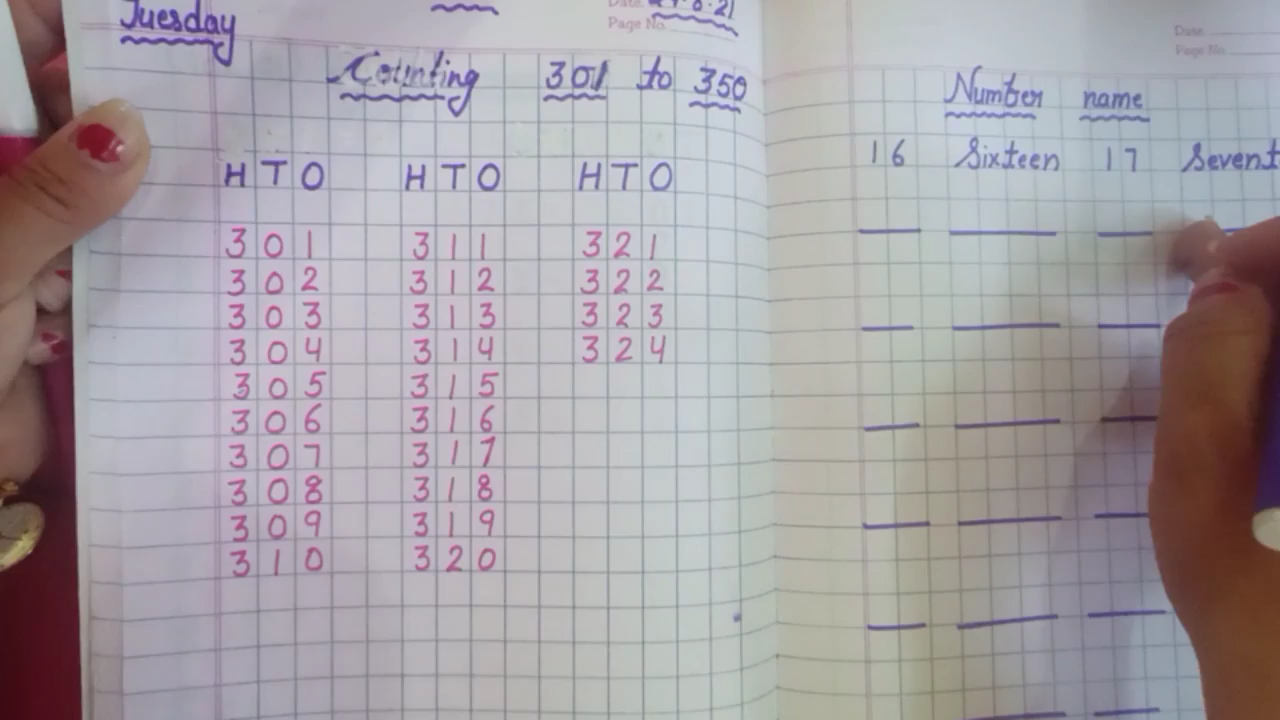 Tuesday
Date
Page No.
Counting 301 to 350
H T O H T O H T O
3 0 1 3 1 1 3 2 1
3 0 2 3 1 2 3 2 2
3 0 3 3 1 3 3 2 3
3 0 4 3 1 4 3 2 4
3 0 5 3 1 5
3 0 6 3 1 6
3 0 7 3 1 7
3 0 8 3 1 8
3 0 9 3 1 9
3 1 0 3 2 0
Date
Page No.
Number name
16 Sixteen 17 Sevent